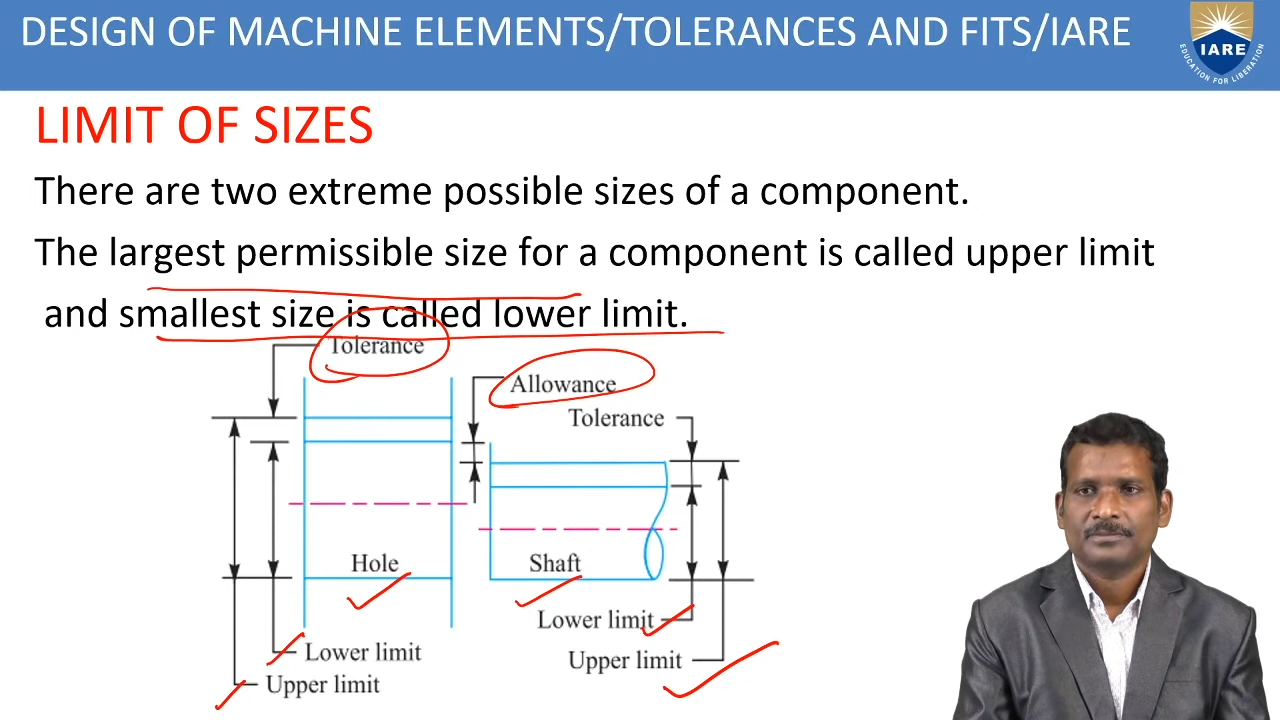 DESIGN OF MACHINE ELEMENTS/TOLERANCES AND FITS/IARE
IARE
EDUCATION FOR LIBERATION
LIMIT OF SIZES
There are two extreme possible sizes of a component.
The largest permissible size for a component is called upper limit
and smallest size is called lower limit.
Tolerance
Allowance
Tolerance
Hole
Shaft
Lower limit
Lower limit
Upper limit
Upper limit